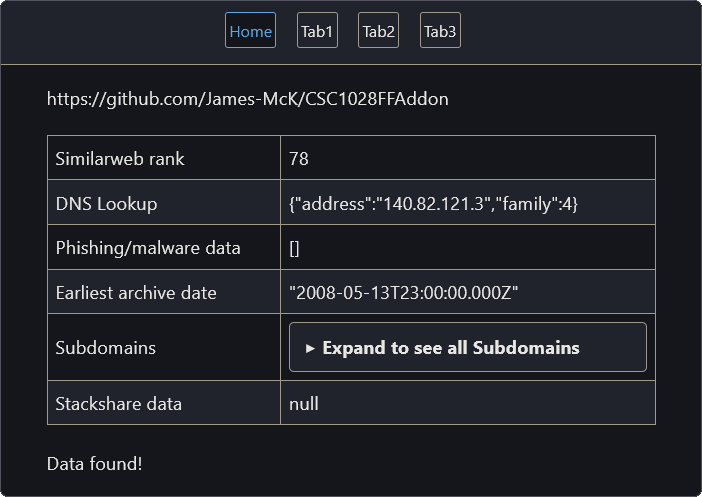 Home Tab1 Tab2 Tab3
https://github.com/James-McK/CSC1028FFAddon
Similarweb rank 78
DNS Lookup {"address":"140.82.121.3","family":4}
Phishing/malware data []
Earliest archive date "2008-05-13T23:00:00.000Z"
Subdomains ▸ Expand to see all Subdomains
Stackshare data null
Data found!